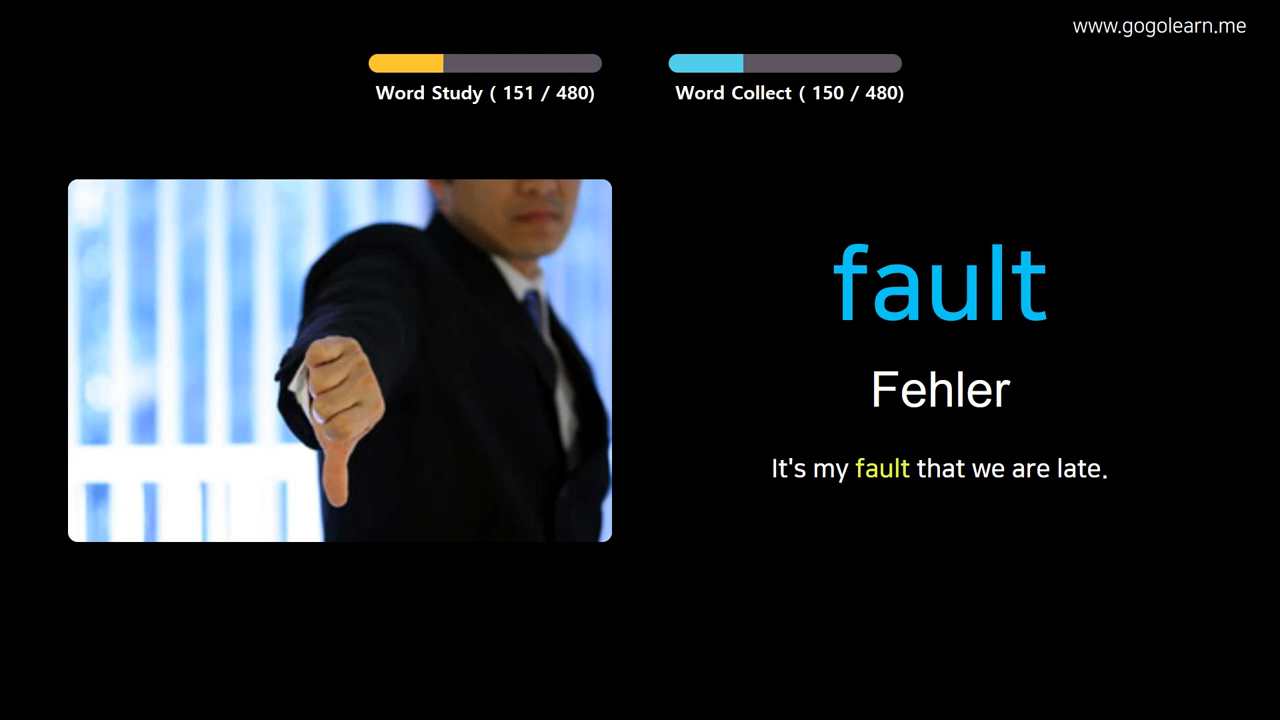 www.gogolearn.me
Word Study ( 151 / 480)
Word Collect ( 150 / 480)
fault
Fehler
It's my fault that we are late.